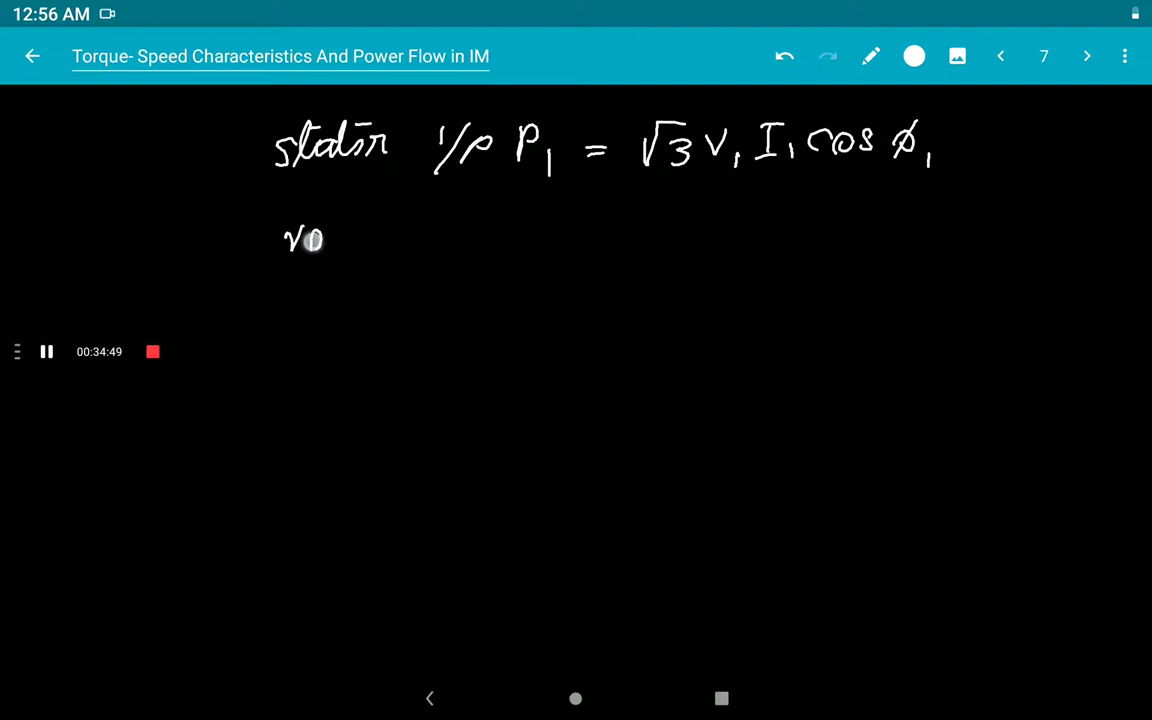 12:56 AM
Torque- Speed Characteristics And Power Flow in IM
7
stator i/p P₁ = √3 V₁ I₁ cos φ₁
ro
00:34:49